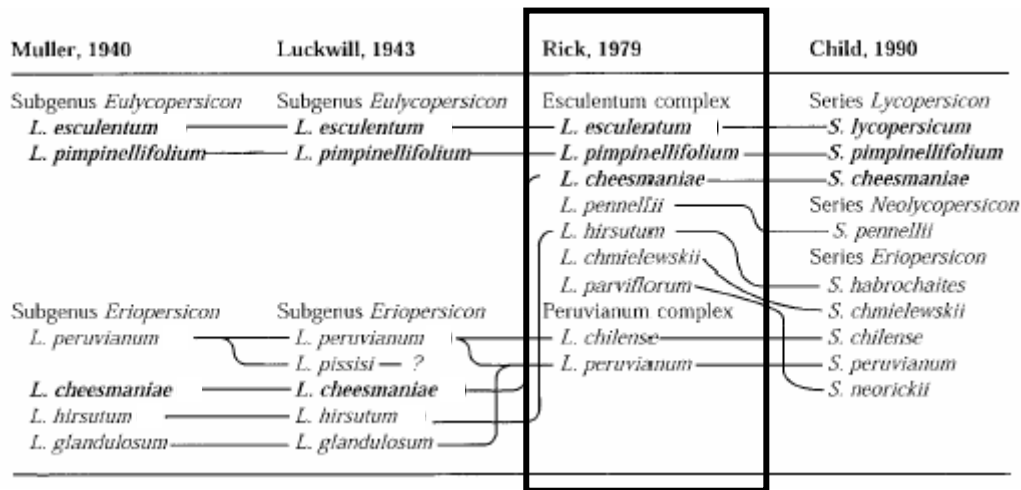 Muller, 1940 Luckwill, 1943 Rick, 1979 Child, 1990
Subgenus Eulycopersicon Subgenus Eulycopersicon Esculentum complex Series Lycopersicon
L. esculentum L. esculentum L. esculentum S. lycopersicum
L. pimpinellifolium L. pimpinellifolium L. pimpinellifolium S. pimpinellifolium
L. cheesmaniae S. cheesmaniae
L. pennellii Series Neolycopersicon
L. hirsutum S. pennellii
L. chmielewskii Series Eriopersicon
L. parviflorum S. habrochaites
Subgenus Eriopersicon Subgenus Eriopersicon Peruvianum complex S. chmielewskii
L. peruvianum L. peruvianum L. chilense S. chilense
L. pissisi ? L. peruvianum S. peruvianum
L. cheesmaniae L. cheesmaniae S. neorickii
L. hirsutum L. hirsutum
L. glandulosum L. glandulosum